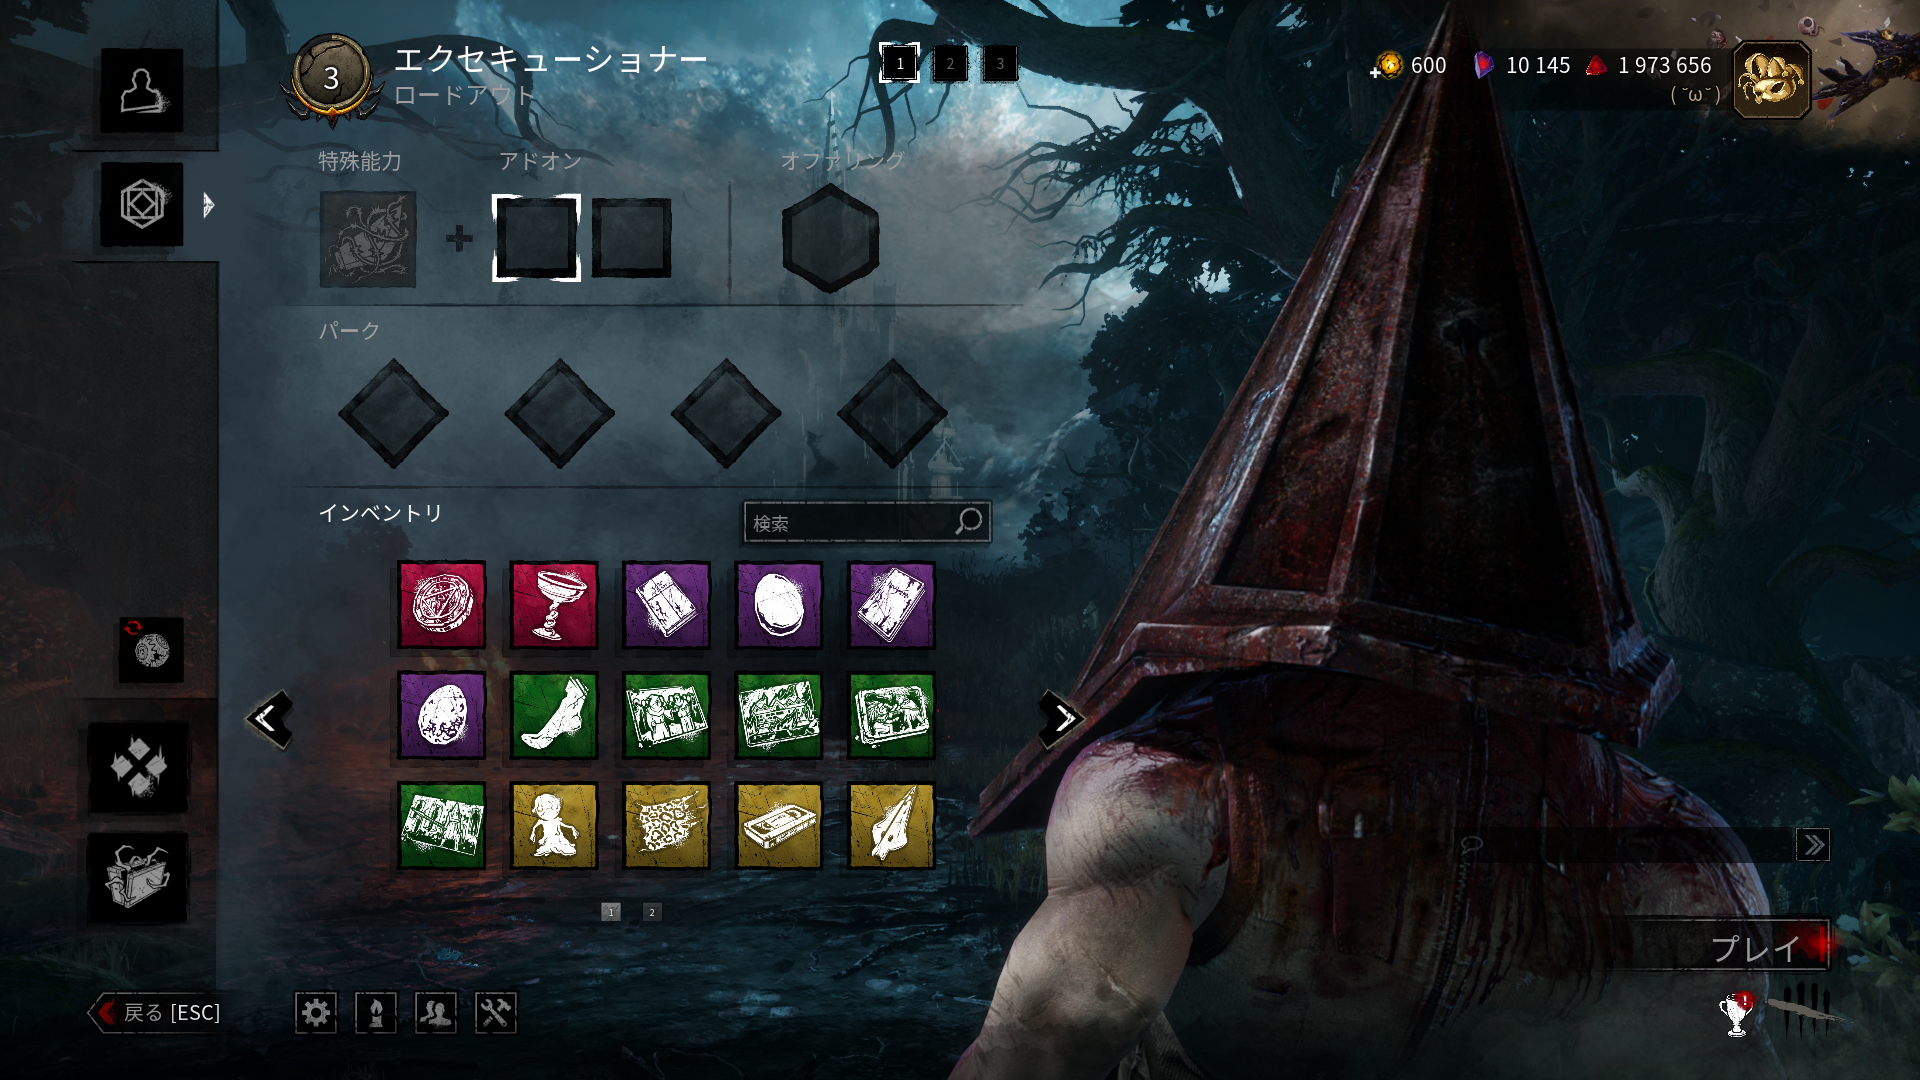 3
エクセキューショナー
ロードアウト
1 2 3
600 10 145 1 973 656
( ˘ω˘ )
特殊能力 アドオン オファリング
パーク
インベントリ
検索
1 2
プレイ
戻る [ESC]